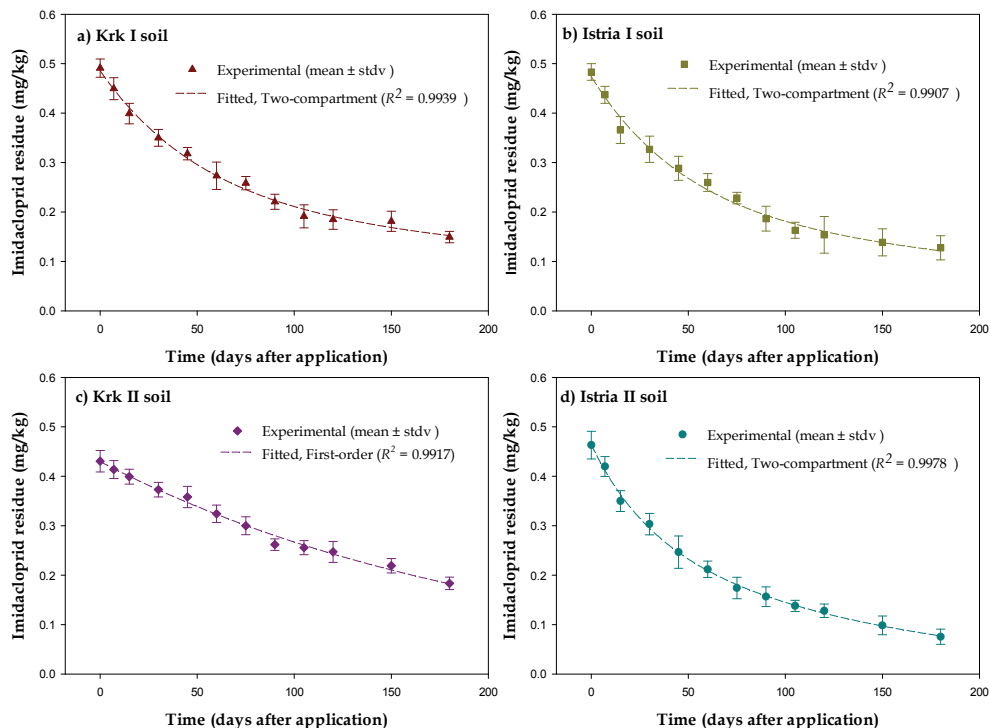 a) Krk I soil
Experimental (mean ± stdv )
Fitted, Two-compartment (R² = 0.9939 )
Imidacloprid residue (mg/kg)
0.6
0.5
0.4
0.3
0.2
0.1
0.0
0 50 100 150 200
Time (days after application)
b) Istria I soil
Experimental (mean ± stdv )
Fitted, Two-compartment (R² = 0.9907 )
Imidacloprid residue (mg/kg)
0.6
0.5
0.4
0.3
0.2
0.1
0.0
0 50 100 150 200
Time (days after application)
c) Krk II soil
Experimental (mean ± stdv )
Fitted, First-order (R² = 0.9917)
Imidacloprid residue (mg/kg)
0.6
0.5
0.4
0.3
0.2
0.1
0.0
0 50 100 150 200
Time (days after application)
d) Istria II soil
Experimental (mean ± stdv )
Fitted, Two-compartment (R² = 0.9978 )
Imidacloprid residue (mg/kg)
0.6
0.5
0.4
0.3
0.2
0.1
0.0
0 50 100 150 200
Time (days after application)